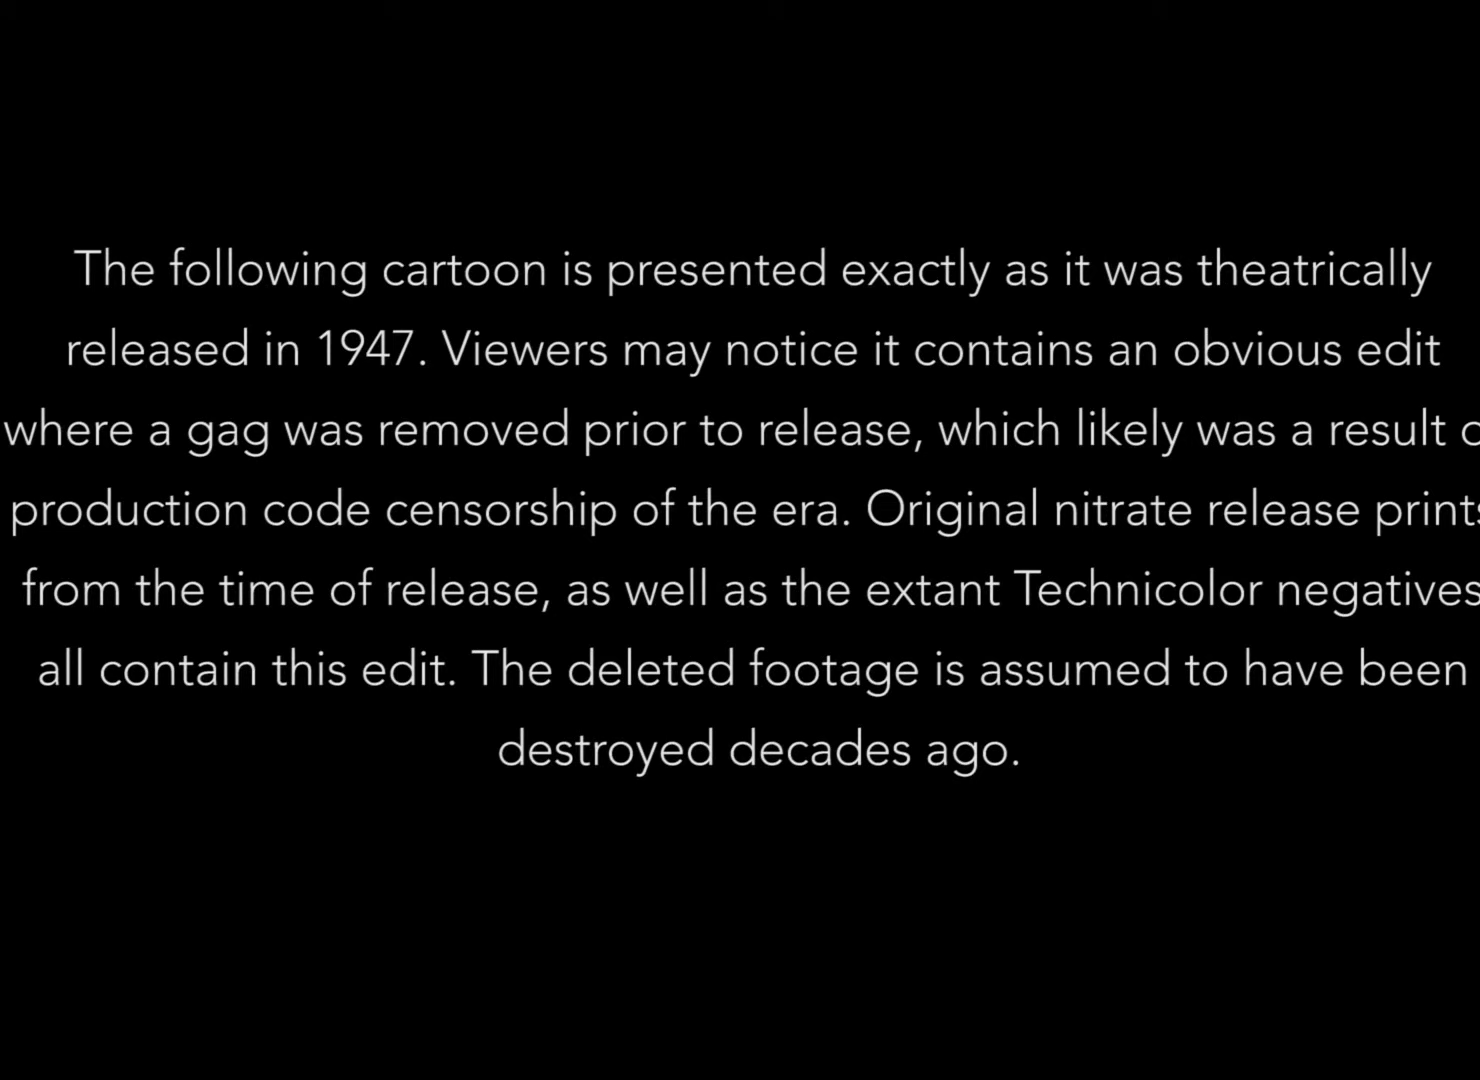 The following cartoon is presented exactly as it was theatrically
released in 1947. Viewers may notice it contains an obvious edit
where a gag was removed prior to release, which likely was a result o
production code censorship of the era. Original nitrate release prints
from the time of release, as well as the extant Technicolor negatives
all contain this edit. The deleted footage is assumed to have been
destroyed decades ago.